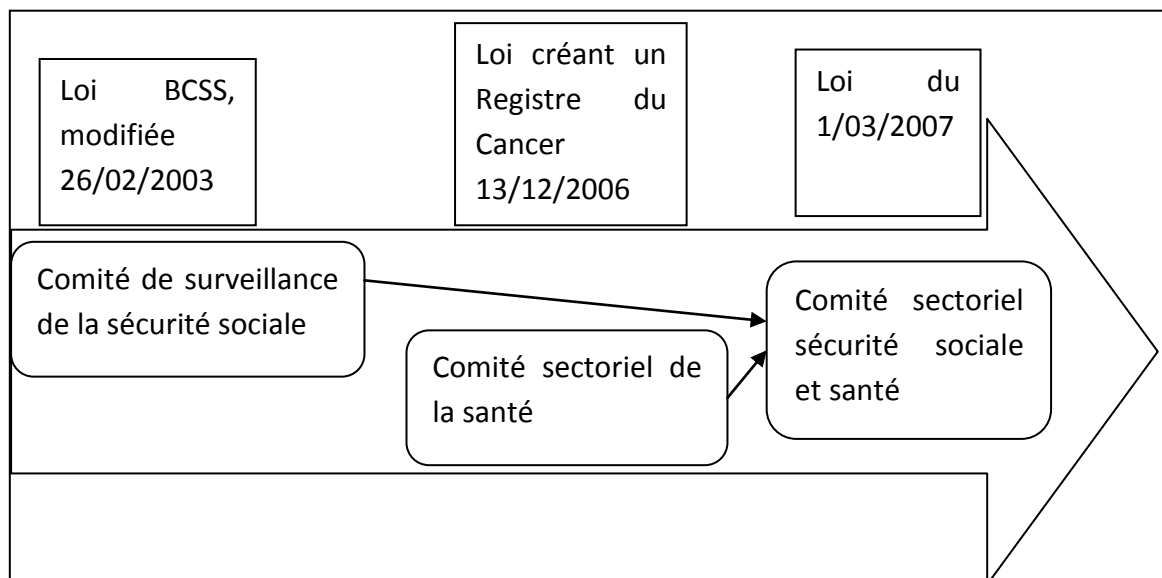 Loi BCSS,
modifiée
26/02/2003
Loi créant un
Registre du
Cancer
13/12/2006
Loi du
1/03/2007
Comité de surveillance
de la sécurité sociale
Comité sectoriel de
la santé
Comité sectoriel
sécurité sociale
et santé